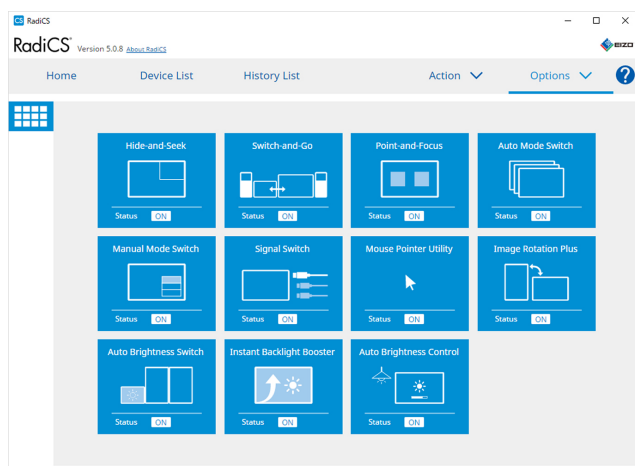 CS RadiCS
RadiCS® Version 5.0.8 About RadiCS
EIZO
Home Device List History List Action Options ?
Hide-and-Seek Switch-and-Go Point-and-Focus Auto Mode Switch
Status ON Status ON Status ON Status ON
Manual Mode Switch Signal Switch Mouse Pointer Utility Image Rotation Plus
Status ON Status ON Status ON Status ON
Auto Brightness Switch Instant Backlight Booster Auto Brightness Control
Status ON Status ON Status ON